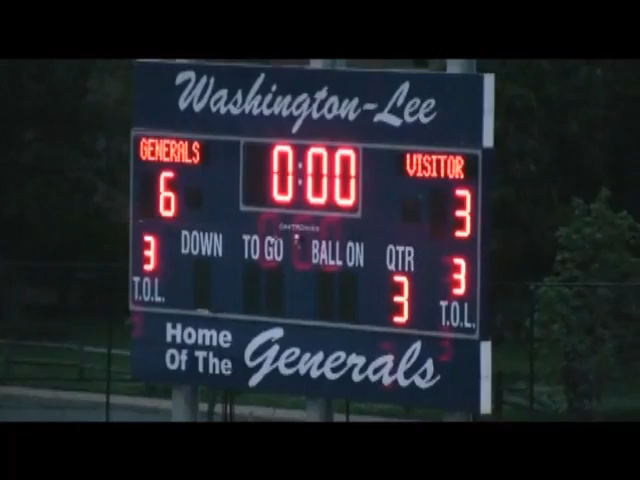 Washington-Lee
GENERALS 0:00 VISITOR
6 3
DAKTRONICS
3 DOWN TO GO BALL ON QTR 3
T.O.L. 3 T.O.L.
Home Of The Generals